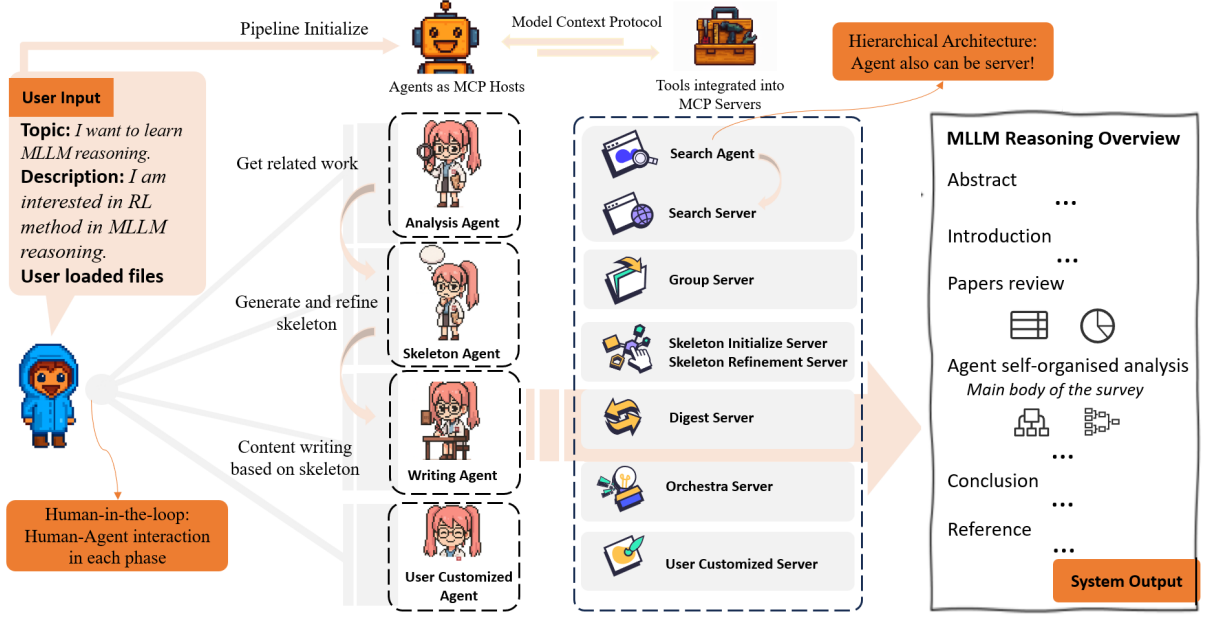 Pipeline Initialize
Model Context Protocol
Agents as MCP Hosts
Tools integrated into
MCP Servers
Hierarchical Architecture:
Agent also can be server!
User Input
Topic: I want to learn
MLLM reasoning.
Description: I am
interested in RL
method in MLLM
reasoning.
User loaded files
Get related work
Generate and refine
skeleton
Content writing
based on skeleton
Human-in-the-loop:
Human-Agent interaction
in each phase
Analysis Agent
Skeleton Agent
Writing Agent
User Customized
Agent
Search Agent
Search Server
Group Server
Skeleton Initialize Server
Skeleton Refinement Server
Digest Server
Orchestra Server
User Customized Server
MLLM Reasoning Overview
Abstract
...
Introduction
...
Papers review
Agent self-organised analysis
Main body of the survey
...
Conclusion
...
Reference
...
System Output